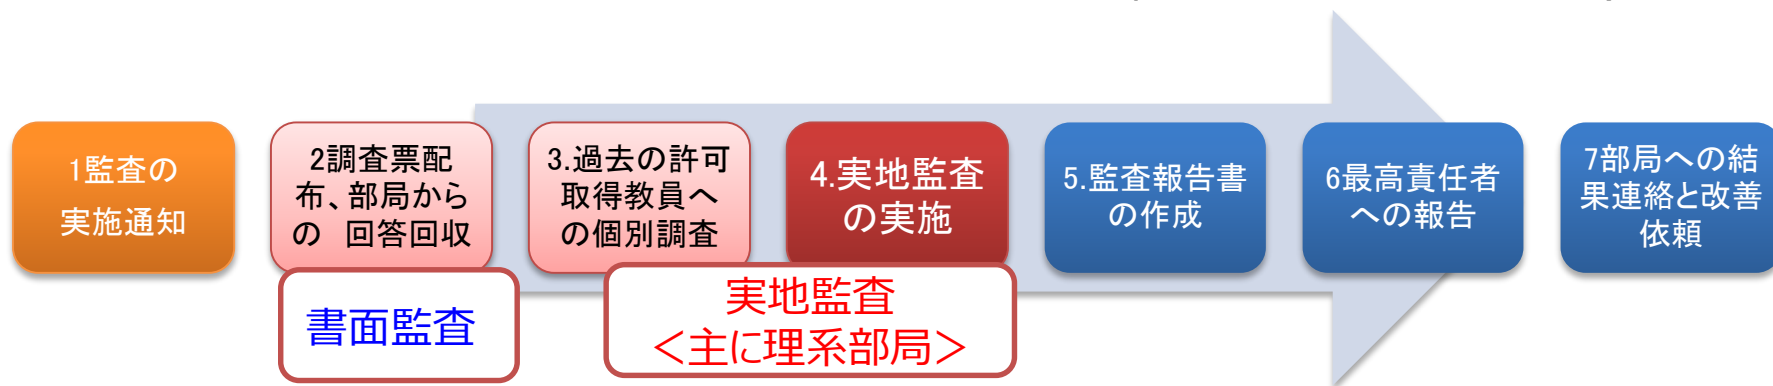 1監査の
実施通知
2調査票配
布、部局から
の　回答回収
3.過去の許可
取得教員へ
の個別調査
4.実地監査
の実施
5.監査報告書
の作成
6最高責任者
への報告
7部局への結
果連絡と改善
依頼
書面監査
実地監査
＜主に理系部局＞